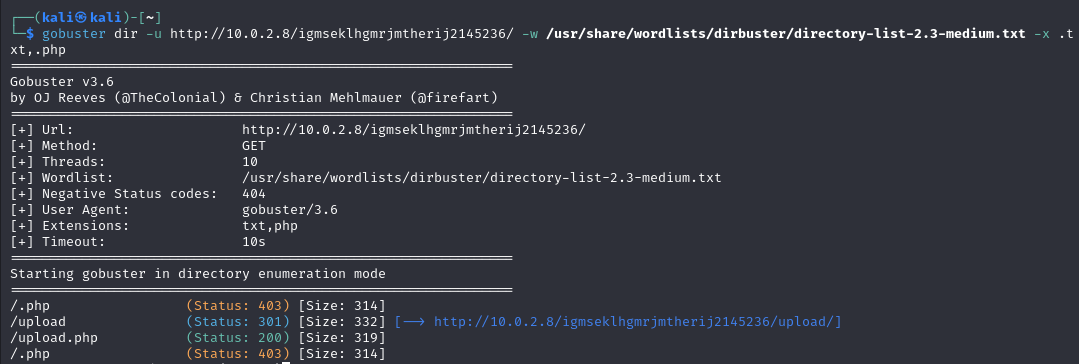 ┌──(kali㉿kali)-[~]
└─$ gobuster dir -u http://10.0.2.8/igmseklhgmrjmtherij2145236/ -w /usr/share/wordlists/dirbuster/directory-list-2.3-medium.txt -x .t
xt,.php
===============================================================
Gobuster v3.6
by OJ Reeves (@TheColonial) & Christian Mehlmauer (@firefart)
===============================================================
[+] Url:                     http://10.0.2.8/igmseklhgmrjmtherij2145236/
[+] Method:                  GET
[+] Threads:                 10
[+] Wordlist:                /usr/share/wordlists/dirbuster/directory-list-2.3-medium.txt
[+] Negative Status codes:   404
[+] User Agent:              gobuster/3.6
[+] Extensions:              txt,php
[+] Timeout:                 10s
===============================================================
Starting gobuster in directory enumeration mode
===============================================================
/.php                 (Status: 403) [Size: 314]
/upload               (Status: 301) [Size: 332] [--> http://10.0.2.8/igmseklhgmrjmtherij2145236/upload/]
/upload.php           (Status: 200) [Size: 319]
/.php                 (Status: 403) [Size: 314]